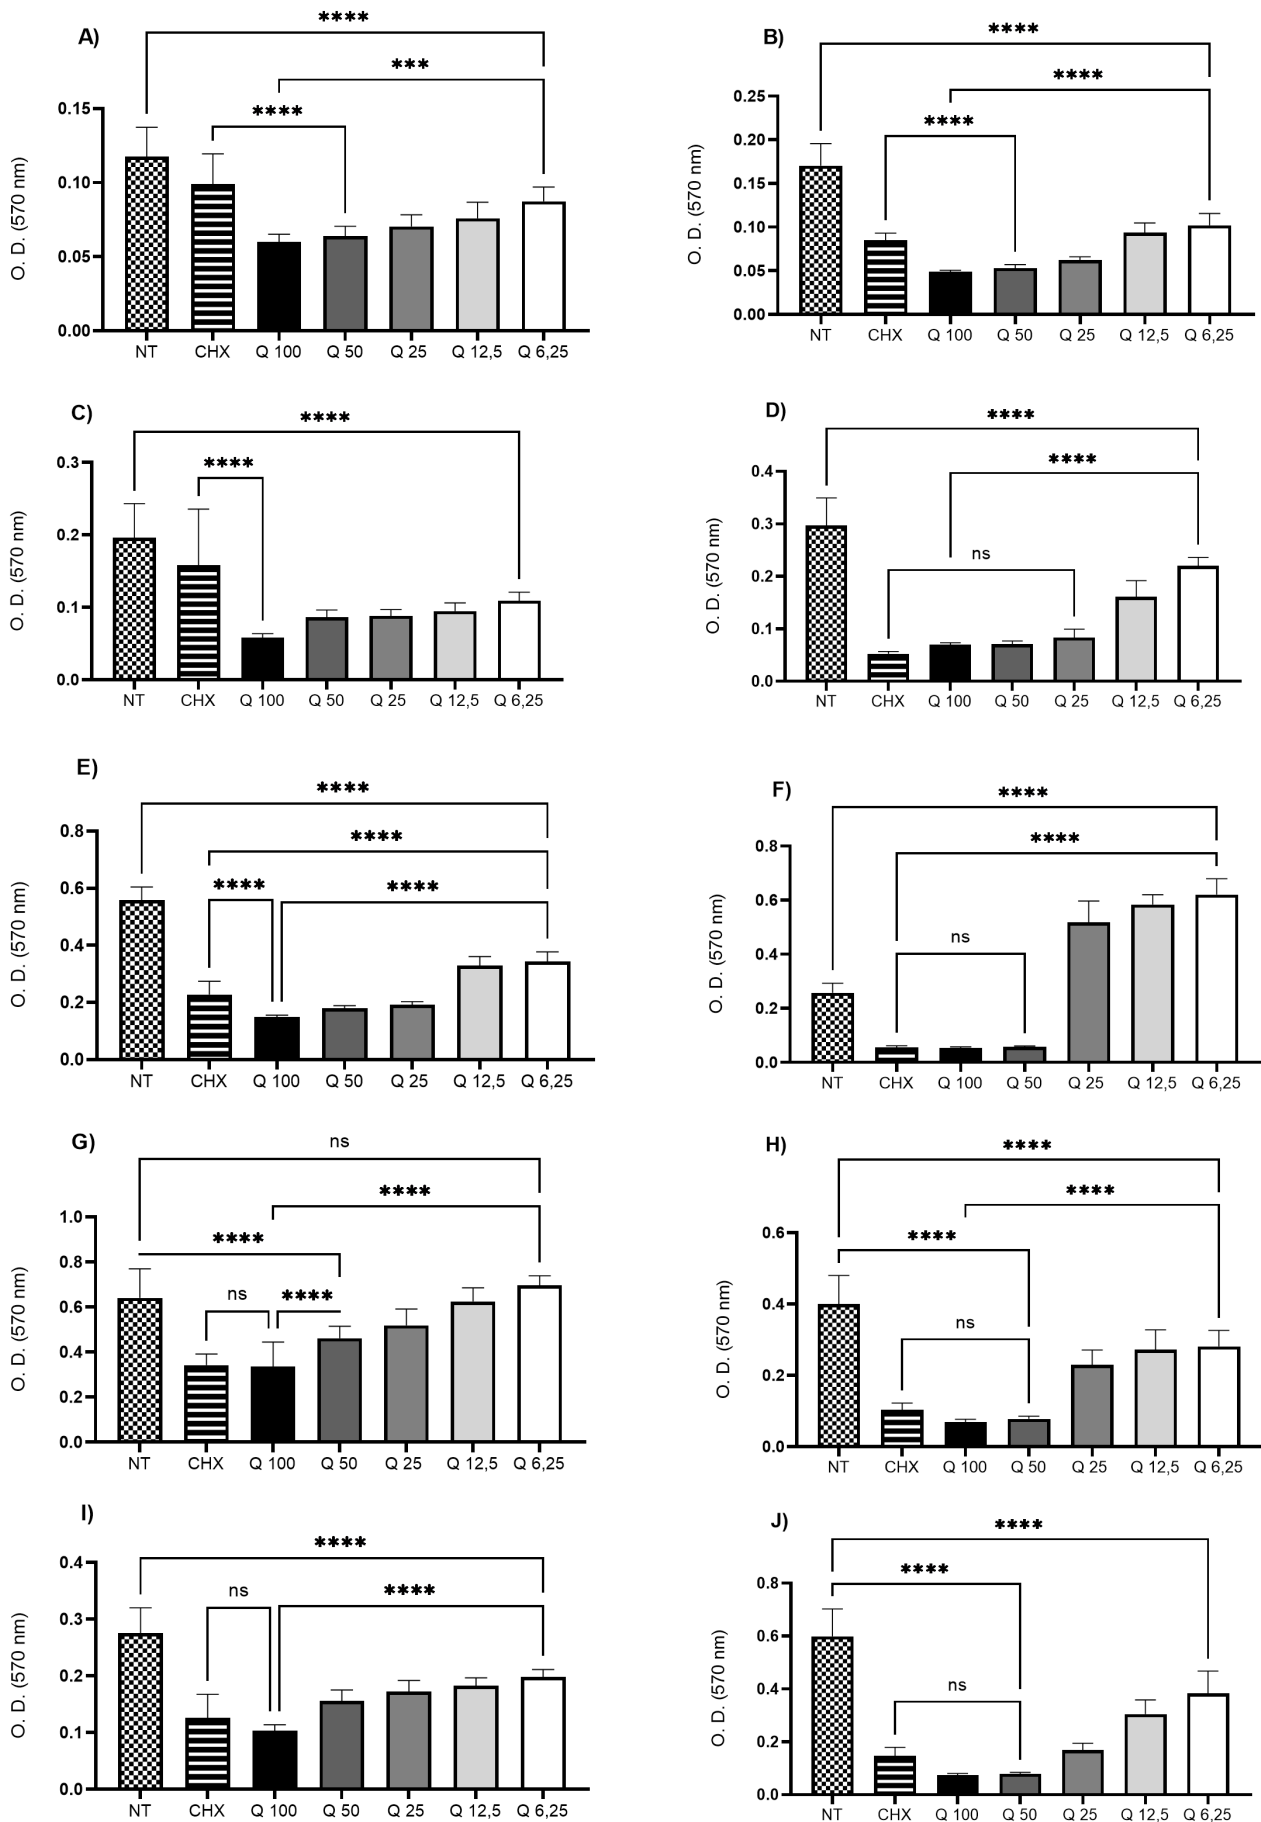 A)
****
***
****
O. D. (570 nm)
0.15
0.10
0.05
0.00
NT CHX Q 100 Q 50 Q 25 Q 12,5 Q 6,25
B)
****
****
****
O. D. (570 nm)
0.25
0.20
0.15
0.10
0.05
0.00
NT CHX Q 100 Q 50 Q 25 Q 12,5 Q 6,25
C)
****
****
O. D. (570 nm)
0.3
0.2
0.1
0.0
NT CHX Q 100 Q 50 Q 25 Q 12,5 Q 6,25
D)
****
****
ns
O. D. (570 nm)
0.4
0.3
0.2
0.1
0.0
NT CHX Q 100 Q 50 Q 25 Q 12,5 Q 6,25
E)
****
****
**** ****
O. D. (570 nm)
0.8
0.6
0.4
0.2
0.0
NT CHX Q 100 Q 50 Q 25 Q 12,5 Q 6,25
F)
****
****
ns
O. D. (570 nm)
0.8
0.6
0.4
0.2
0.0
NT CHX Q 100 Q 50 Q 25 Q 12,5 Q 6,25
G)
ns
****
****
ns ****
O. D. (570 nm)
1.0
0.8
0.6
0.4
0.2
0.0
NT CHX Q 100 Q 50 Q 25 Q 12,5 Q 6,25
H)
****
****
****
ns
O. D. (570 nm)
0.6
0.4
0.2
0.0
NT CHX Q 100 Q 50 Q 25 Q 12,5 Q 6,25
I)
****
ns ****
O. D. (570 nm)
0.4
0.3
0.2
0.1
0.0
NT CHX Q 100 Q 50 Q 25 Q 12,5 Q 6,25
J)
****
****
ns
O. D. (570 nm)
0.8
0.6
0.4
0.2
0.0
NT CHX Q 100 Q 50 Q 25 Q 12,5 Q 6,25